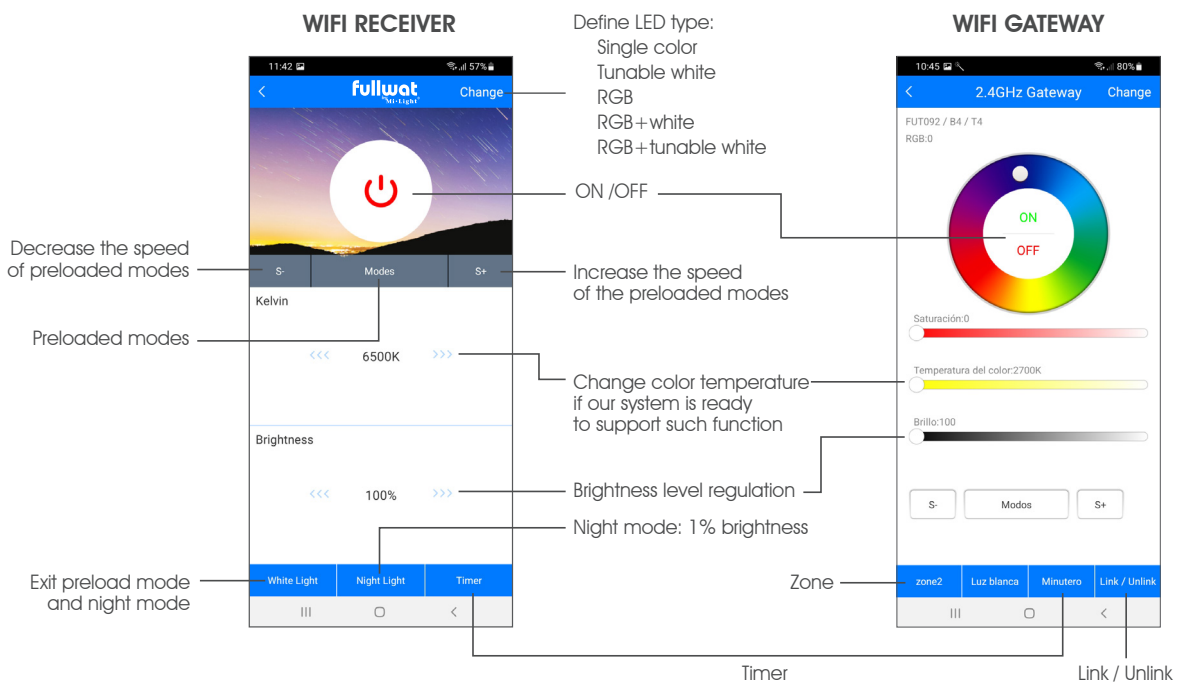 WIFI RECEIVER
Define LED type:
Single color
Tunable white
RGB
RGB+white
RGB+tunable white
WIFI GATEWAY
11:42
57%
fullwat
by Mi·Light
Change
10:45
80%
2.4GHz Gateway
Change
FUT092 / B4 / T4
RGB:0
ON /OFF
ON
OFF
Decrease the speed
of preloaded modes
S-
Modes
S+
Increase the speed
of the preloaded modes
Kelvin
Preloaded modes
6500K
Saturación:0
Temperatura del color:2700K
Change color temperature
if our system is ready
to support such function
Brillo:100
Brightness
100%
Brightness level regulation
Night mode: 1% brightness
S-
Modos
S+
Exit preload mode
and night mode
White Light
Night Light
Timer
Zone
zone2
Luz blanca
Minutero
Link / Unlink
Timer
Link / Unlink